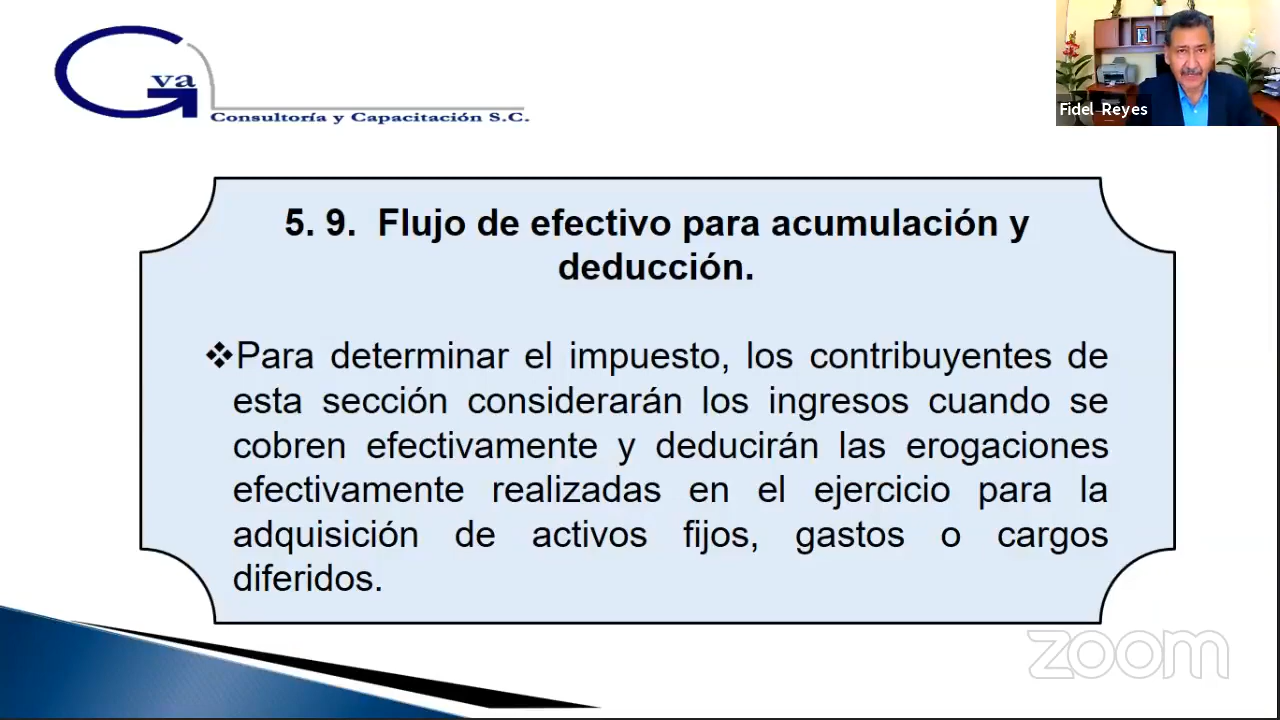 va
Consultoría y Capacitación S.C.
Fidel Reyes
5. 9. Flujo de efectivo para acumulación y
deducción.
❖Para determinar el impuesto, los contribuyentes de
esta sección considerarán los ingresos cuando se
cobren efectivamente y deducirán las erogaciones
efectivamente realizadas en el ejercicio para la
adquisición de activos fijos, gastos o cargos
diferidos.
zoom